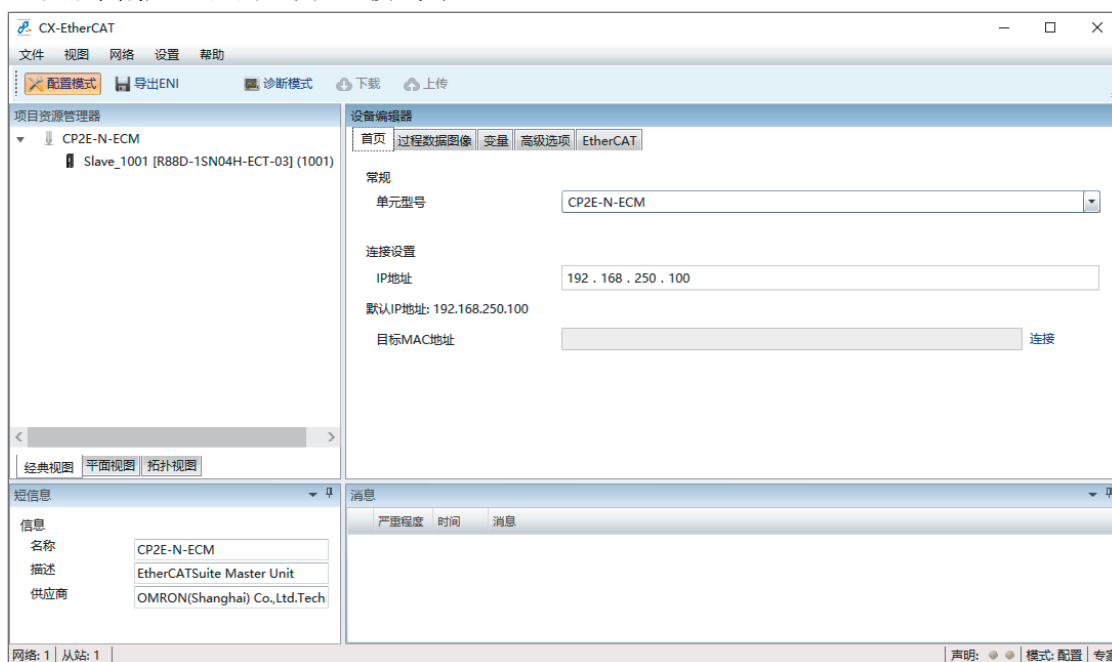 CX-EtherCAT
文件 视图 网络 设置 帮助
配置模式 导出ENI 诊断模式 下载 上传
项目资源管理器
CP2E-N-ECM
Slave_1001 [R88D-1SN04H-ECT-03] (1001)
经典视图 平面视图 拓扑视图
设备编辑器
首页 过程数据图像 变量 高级选项 EtherCAT
常规
单元型号 CP2E-N-ECM
连接设置
IP地址 192 . 168 . 250 . 100
默认IP地址: 192.168.250.100
目标MAC地址 连接
短信息
信息
名称 CP2E-N-ECM
描述 EtherCATSuite Master Unit
供应商 OMRON(Shanghai) Co.,Ltd.Tech
消息
严重程度 时间 消息
网络: 1 从站: 1 声明: 模式: 配置 专家